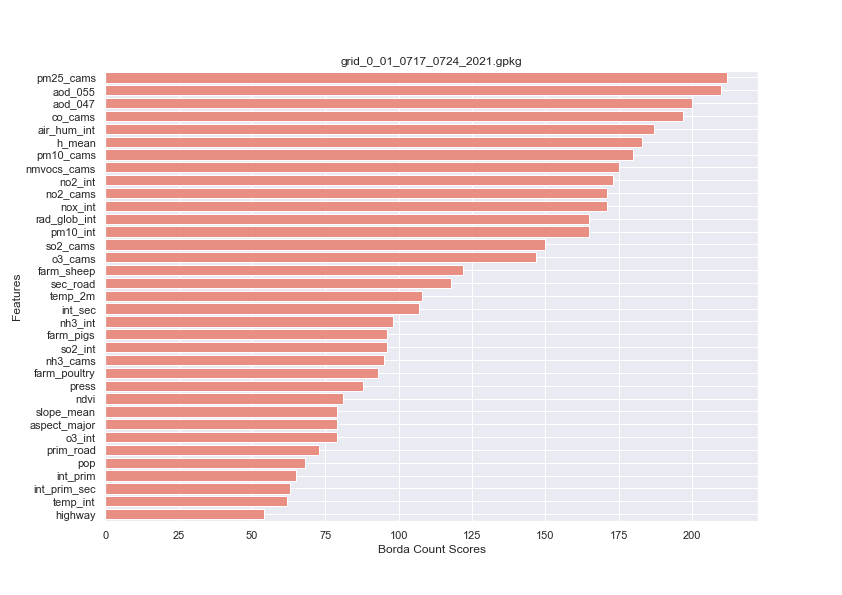 grid_0_01_0717_0724_2021.gpkg
Features
pm25_cams
aod_055
aod_047
co_cams
air_hum_int
h_mean
pm10_cams
nmvocs_cams
no2_int
no2_cams
nox_int
rad_glob_int
pm10_int
so2_cams
o3_cams
farm_sheep
sec_road
temp_2m
int_sec
nh3_int
farm_pigs
so2_int
nh3_cams
farm_poultry
press
ndvi
slope_mean
aspect_major
o3_int
prim_road
pop
int_prim
int_prim_sec
temp_int
highway
0 25 50 75 100 125 150 175 200
Borda Count Scores